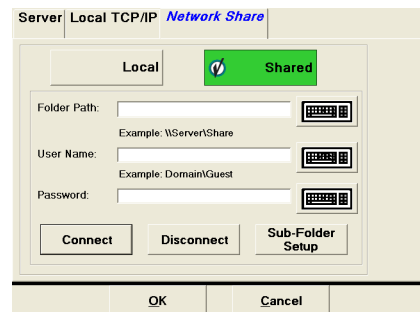 Server Local TCP/IP Network Share
Local Shared
Folder Path:
Example: \\Server\Share
User Name:
Example: Domain\Guest
Password:
Connect Disconnect Sub-Folder
Setup
OK Cancel